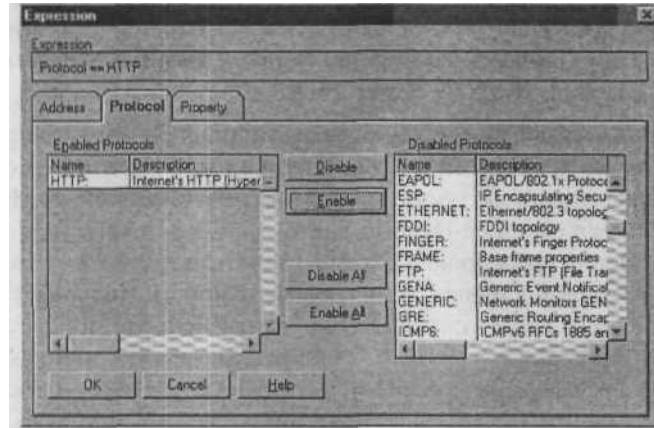 Expression
Expression
Protocol == HTTP
Address Protocol Property
Enabled Protocols
Name Description
HTTP: Internet's HTTP (Hyper
Disable
Enable
Disable All
Enable All
Disabled Protocols
Name Description
EAPOL: EAPOL/802.1x Protoco
ESP: IP Encapsulating Secu
ETHERNET: Ethernet/802.3 topolog
FDDI: FDDI topology
FINGER: Internet's Finger Protoc
FRAME: Base frame properties
FTP: Internet's FTP (File Tra
GENA: Generic Event Notificat
GENERIC: Network Monitors GEN
GRE: Generic Routing Encap
ICMP6: ICMPv6 RFCs 1885 an
OK Cancel Help